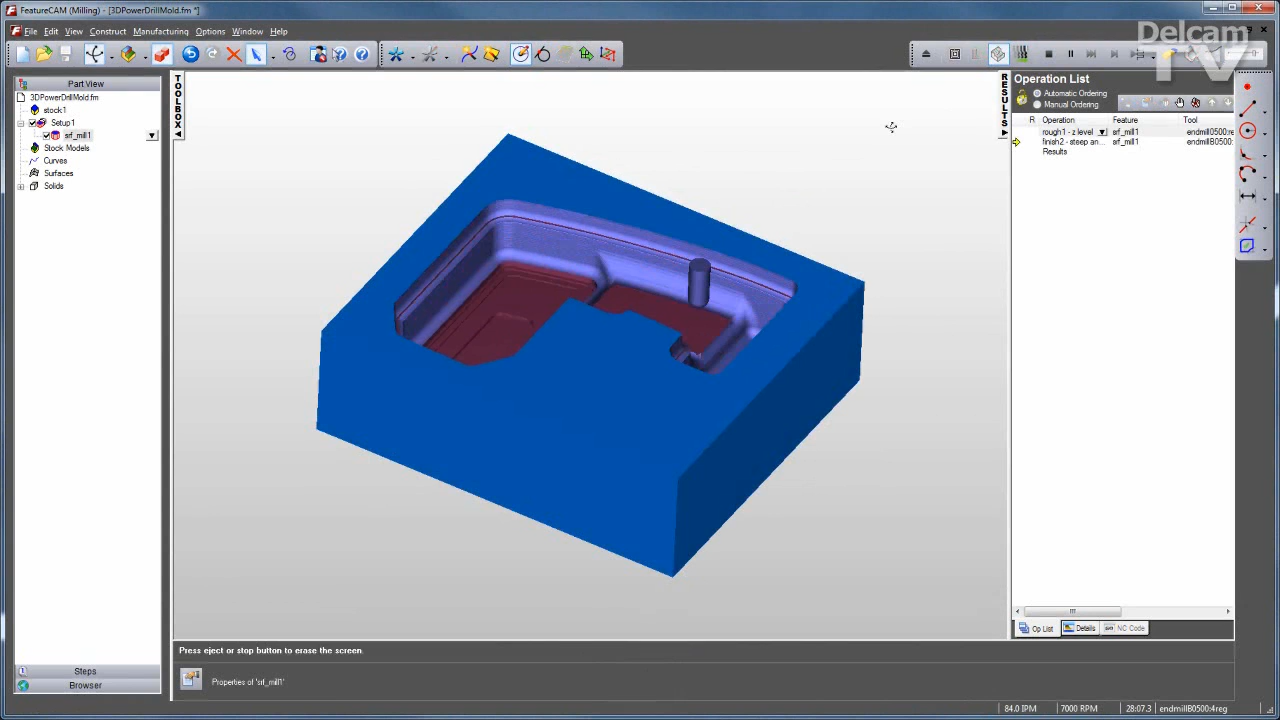 FeatureCAM (Milling) - [3DPowerDrillMold.fm *]
File Edit View Construct Manufacturing Options Window Help
Delcam
TV
Part View
3DPowerDrillMold.fm
stock1
Setup1
srf_mill1
Stock Models
Curves
Surfaces
Solids
Steps
Browser
TOOLBOX
RESULTS
Operation List
Automatic Ordering
Manual Ordering
R Operation Feature Tool
rough1 - z level srf_mill1 endmill0500:re
finish2 - steep an... srf_mill1 endmillB0500:
Results
Op List Details NC Code
Press eject or stop button to erase the screen.
Properties of 'srf_mill1'
84.0 IPM 7000 RPM 28:07.3 endmillB0500:4reg